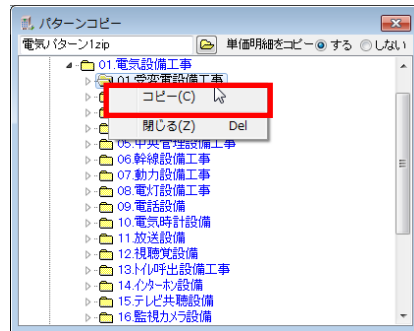 パターンコピー
電気パターン1zip 単価明細をコピー する しない
01.電気設備工事
01.受変電設備工事
コピー(C)
閉じる(Z) Del
05.中央管理設備工事
06.幹線設備工事
07.動力設備工事
08.電灯設備工事
09.電話設備
10.電気時計設備
11.放送設備
12.視聴覚設備
13.トイレ呼出設備工事
14.インターホン設備
15.テレビ共聴設備
16.監視カメラ設備